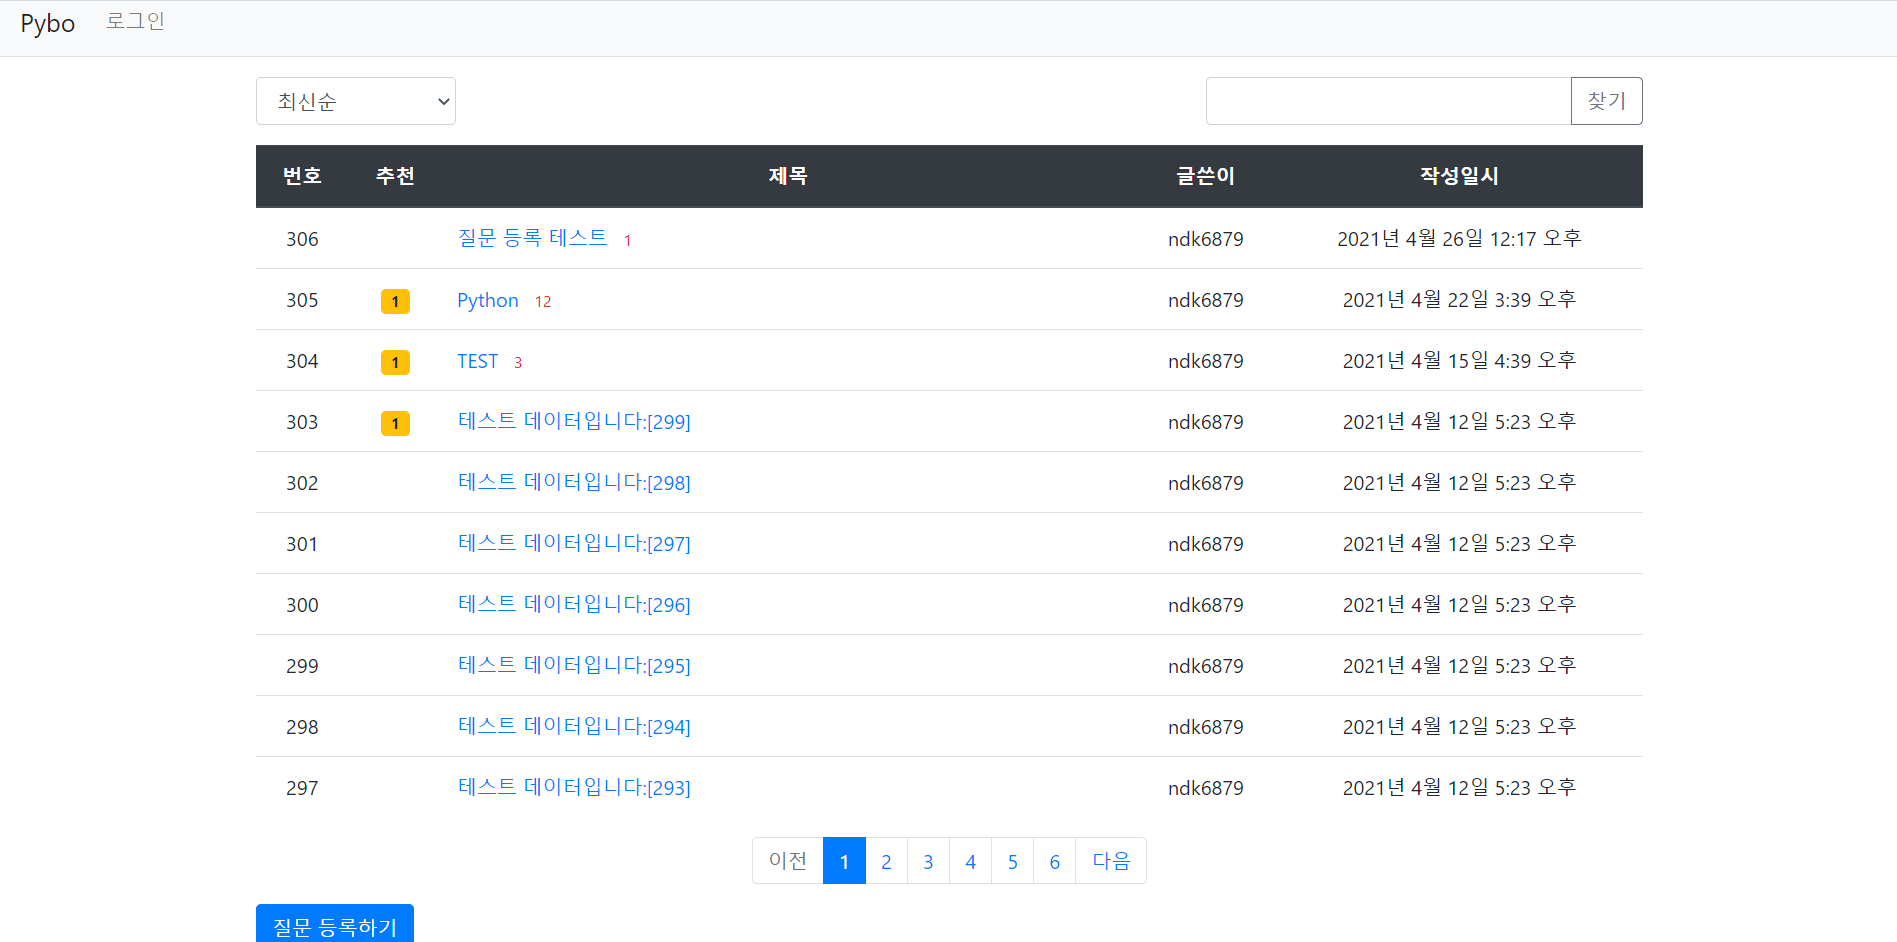 Pybo 로그인
최신순 찾기
번호 추천 제목 글쓴이 작성일시
306 질문 등록 테스트 1 ndk6879 2021년 4월 26일 12:17 오후
305 1 Python 12 ndk6879 2021년 4월 22일 3:39 오후
304 1 TEST 3 ndk6879 2021년 4월 15일 4:39 오후
303 1 테스트 데이터입니다:[299] ndk6879 2021년 4월 12일 5:23 오후
302 테스트 데이터입니다:[298] ndk6879 2021년 4월 12일 5:23 오후
301 테스트 데이터입니다:[297] ndk6879 2021년 4월 12일 5:23 오후
300 테스트 데이터입니다:[296] ndk6879 2021년 4월 12일 5:23 오후
299 테스트 데이터입니다:[295] ndk6879 2021년 4월 12일 5:23 오후
298 테스트 데이터입니다:[294] ndk6879 2021년 4월 12일 5:23 오후
297 테스트 데이터입니다:[293] ndk6879 2021년 4월 12일 5:23 오후
이전 1 2 3 4 5 6 다음
질문 등록하기